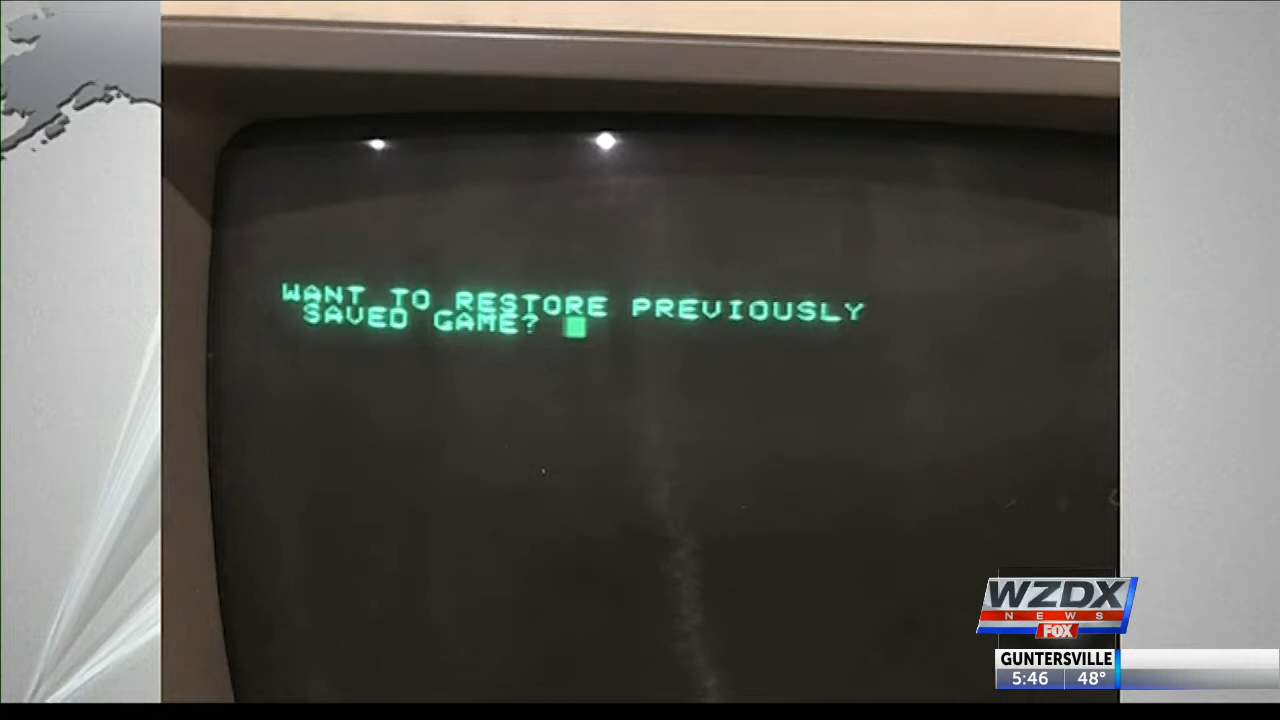 WANT TO RESTORE PREVIOUSLY
SAVED GAME?
WZDX
NEWS
FOX
GUNTERSVILLE
5:46 48°